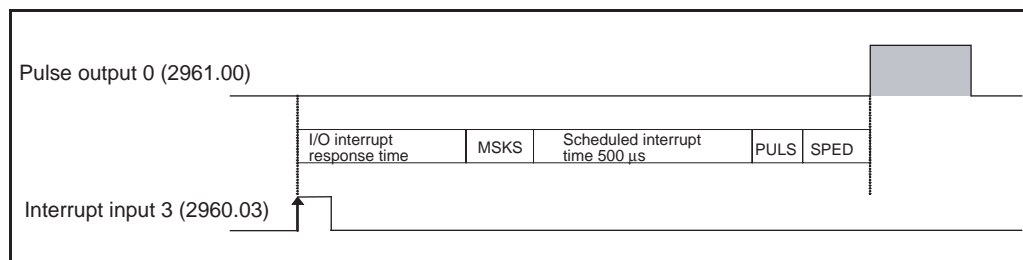 Pulse output 0 (2961.00)
I/O interrupt
response time
MSKS
Scheduled interrupt
time 500 μs
PULS
SPED
Interrupt input 3 (2960.03)